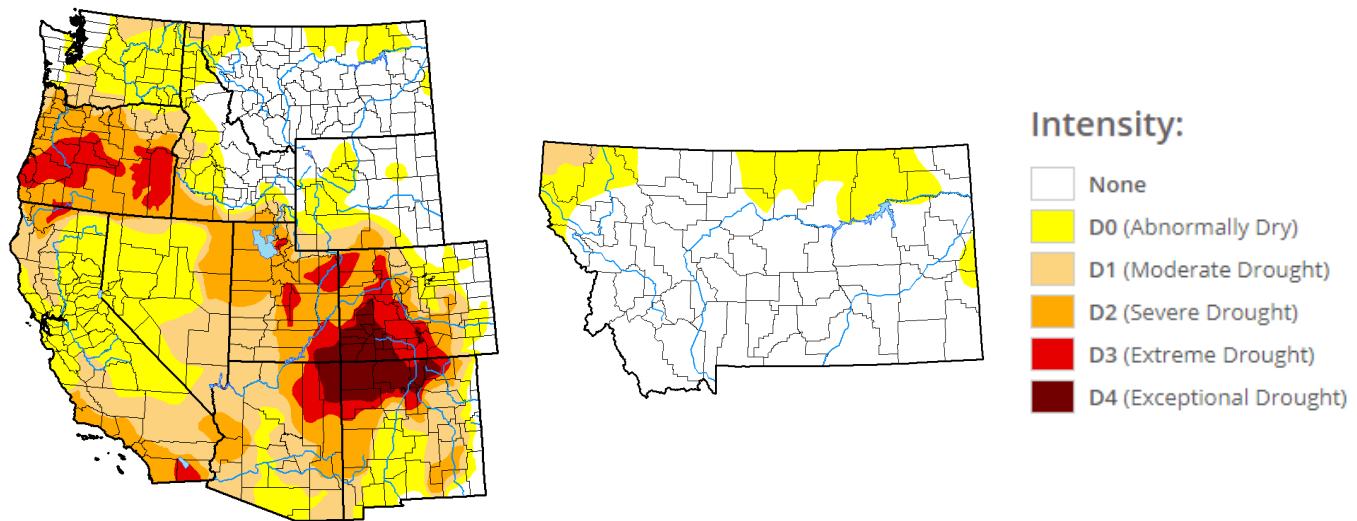 Intensity:
None
D0 (Abnormally Dry)
D1 (Moderate Drought)
D2 (Severe Drought)
D3 (Extreme Drought)
D4 (Exceptional Drought)